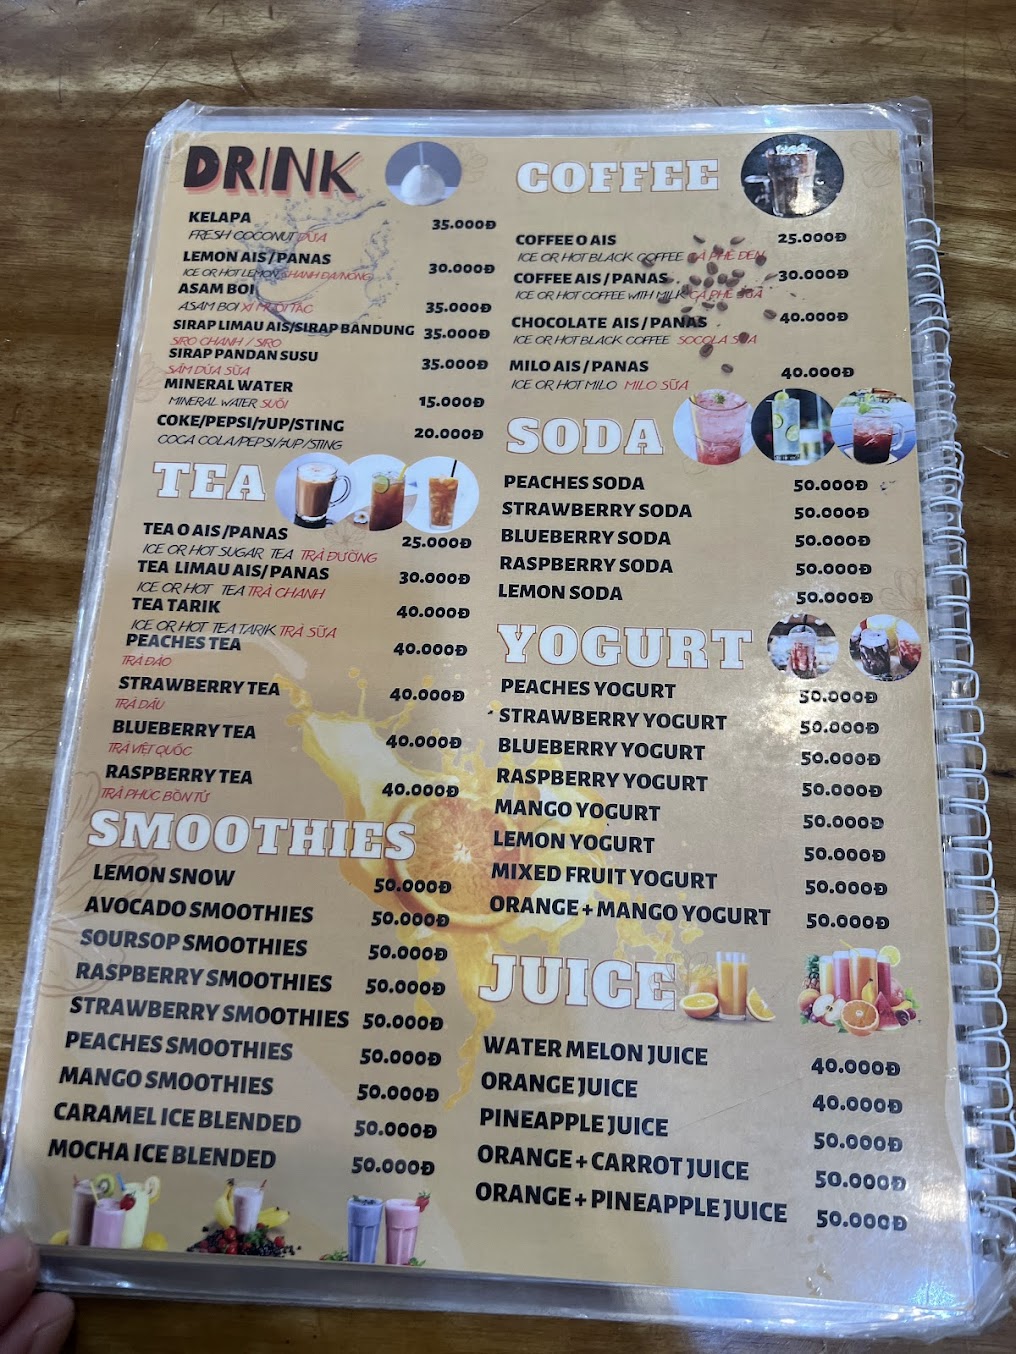 DRINK
KELAPA 35.000Đ
FRESH COCONUT DỪA
LEMON AIS/PANAS 30.000Đ
ICE OR HOT LEMON CHANH ĐÁ/NÓNG
ASAM BOI 35.000Đ
ASAM BOI XÍ MUỘI TẮC
SIRAP LIMAU AIS/SIRAP BANDUNG 35.000Đ
SIRO CHANH / SIRO
SIRAP PANDAN SUSU 35.000Đ
SÂM DỨA SỮA
MINERAL WATER 15.000Đ
MINERAL WATER SUỐI
COKE/PEPSI/7UP/STING 20.000Đ
COCA COLA/PEPSI/7UP/STING
TEA
TEA O AIS/PANAS 25.000Đ
ICE OR HOT SUGAR TEA TRÀ ĐƯỜNG
TEA LIMAU AIS/PANAS 30.000Đ
ICE OR HOT TEA TRÀ CHANH
TEA TARIK 40.000Đ
ICE OR HOT TEA TARIK TRÀ SỮA
PEACHES TEA 40.000Đ
TRÀ ĐÀO
STRAWBERRY TEA 40.000Đ
TRÀ DÂU
BLUEBERRY TEA 40.000Đ
TRÀ VIỆT QUỐC
RASPBERRY TEA 40.000Đ
TRÀ PHÚC BỒN TỬ
SMOOTHIES
LEMON SNOW 50.000Đ
AVOCADO SMOOTHIES 50.000Đ
SOURSOP SMOOTHIES 50.000Đ
RASPBERRY SMOOTHIES 50.000Đ
STRAWBERRY SMOOTHIES 50.000Đ
PEACHES SMOOTHIES 50.000Đ
MANGO SMOOTHIES 50.000Đ
CARAMEL ICE BLENDED 50.000Đ
MOCHA ICE BLENDED 50.000Đ
COFFEE
COFFEE O AIS 25.000Đ
ICE OR HOT BLACK COFFEE CÀ PHÊ ĐEN
COFFEE AIS/PANAS 30.000Đ
ICE OR HOT COFFEE WITH MILK CÀ PHÊ SỮA
CHOCOLATE AIS/PANAS 40.000Đ
ICE OR HOT BLACK COFFEE SOCOLA SỮA
MILO AIS/PANAS 40.000Đ
ICE OR HOT MILO MILO SỮA
SODA
PEACHES SODA 50.000Đ
STRAWBERRY SODA 50.000Đ
BLUEBERRY SODA 50.000Đ
RASPBERRY SODA 50.000Đ
LEMON SODA 50.000Đ
YOGURT
PEACHES YOGURT 50.000Đ
STRAWBERRY YOGURT 50.000Đ
BLUEBERRY YOGURT 50.000Đ
RASPBERRY YOGURT 50.000Đ
MANGO YOGURT 50.000Đ
LEMON YOGURT 50.000Đ
MIXED FRUIT YOGURT 50.000Đ
ORANGE + MANGO YOGURT 50.000Đ
JUICE
WATER MELON JUICE 40.000Đ
ORANGE JUICE 40.000Đ
PINEAPPLE JUICE 50.000Đ
ORANGE + CARROT JUICE 50.000Đ
ORANGE + PINEAPPLE JUICE 50.000Đ